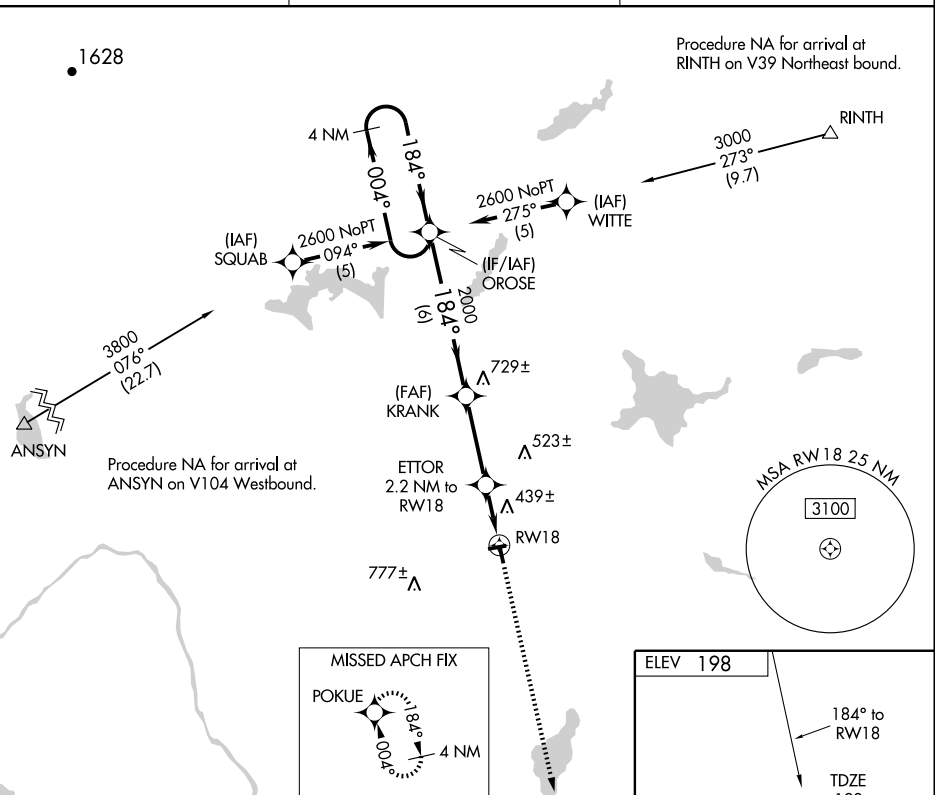 1628
Procedure NA for arrival at
RINTH on V39 Northeast bound.
RINTH
3000
273°
(9.7)
4 NM
184°
004°
2600 NoPT
275°
(5)
(IAF)
WITTE
(IAF)
SQUAB
2600 NoPT
094°
(5)
(IF/IAF)
OROSE
2000
184°
(6)
3800
076°
(22.7)
ANSYN
Procedure NA for arrival at
ANSYN on V104 Westbound.
(FAF)
KRANK
729±
523±
ETTOR
2.2 NM to
RW18
439±
RW18
777±
MSA RW18 25 NM
3100
MISSED APCH FIX
POKUE
184°
004°
4 NM
ELEV 198
184° to
RW18
TDZE